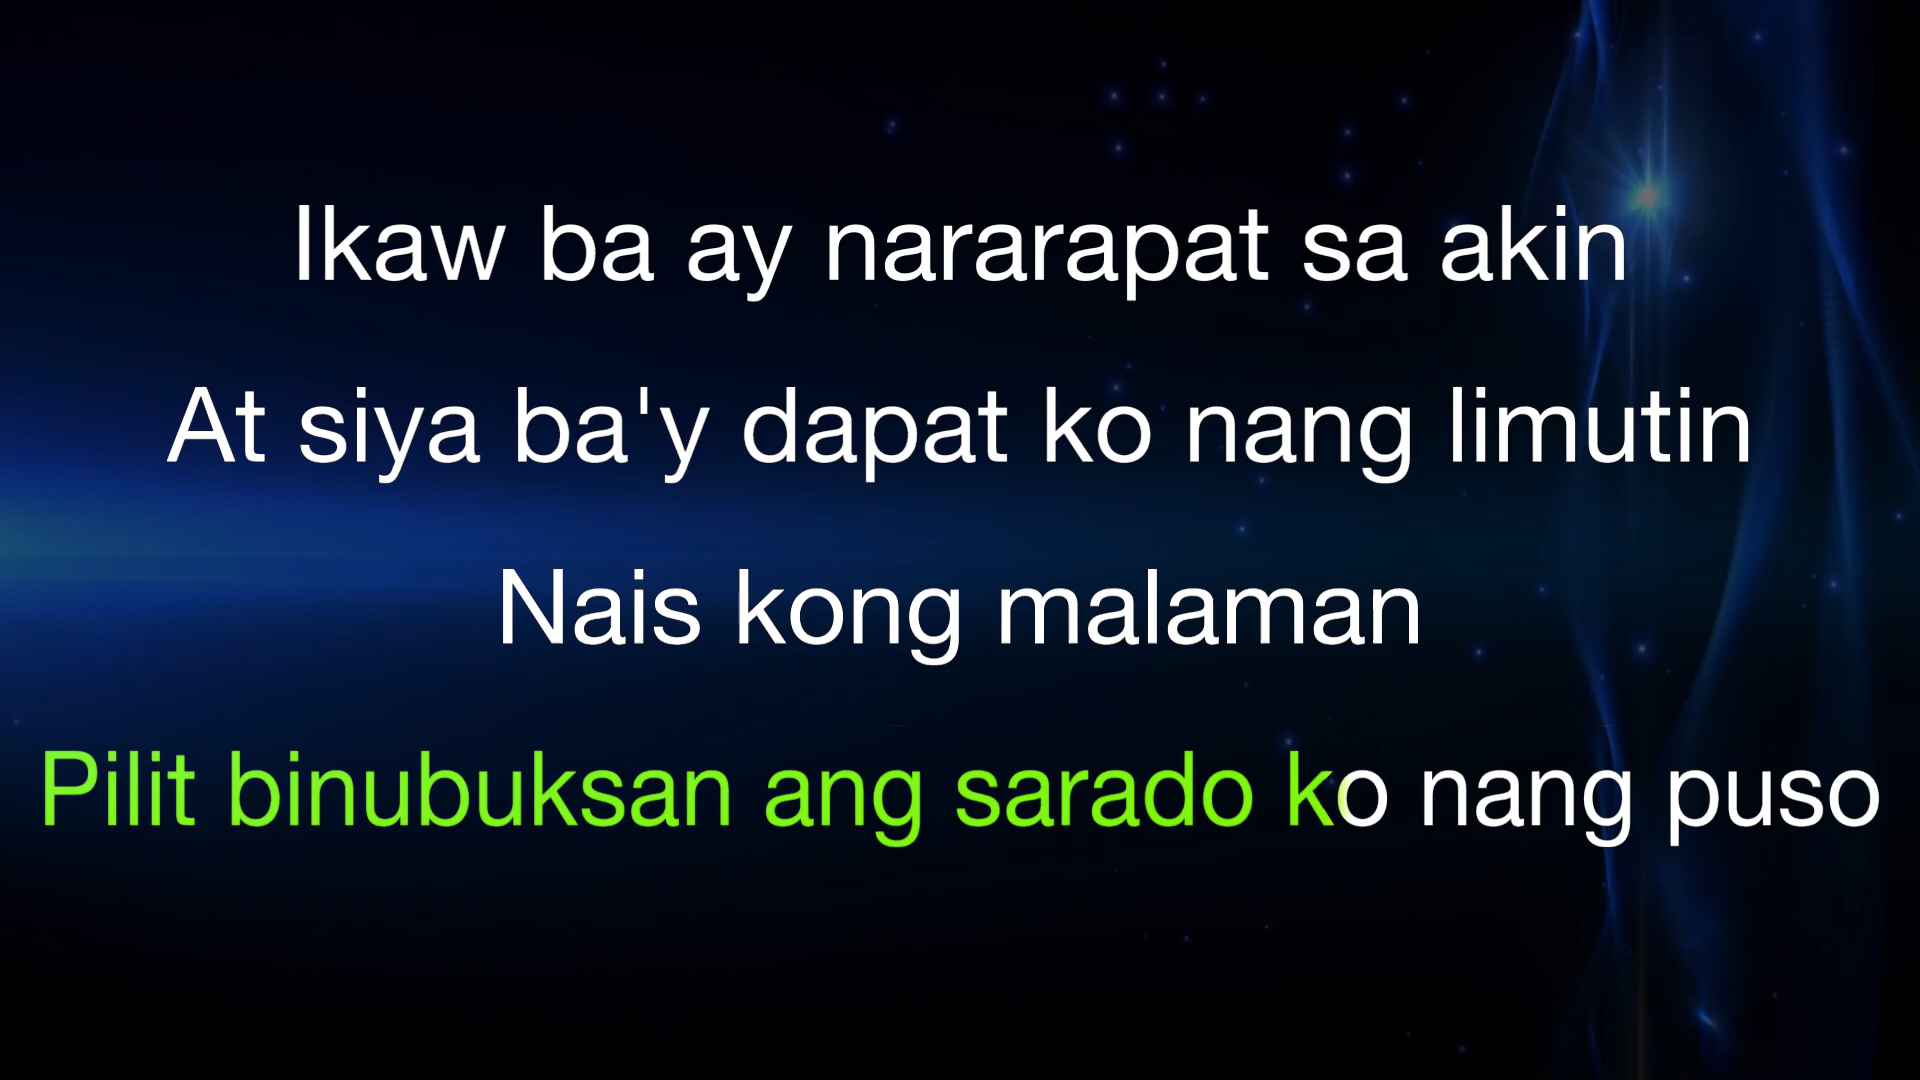 Ikaw ba ay nararapat sa akin
At siya ba'y dapat ko nang limutin
Nais kong malaman
Pilit binubuksan ang sarado ko nang puso